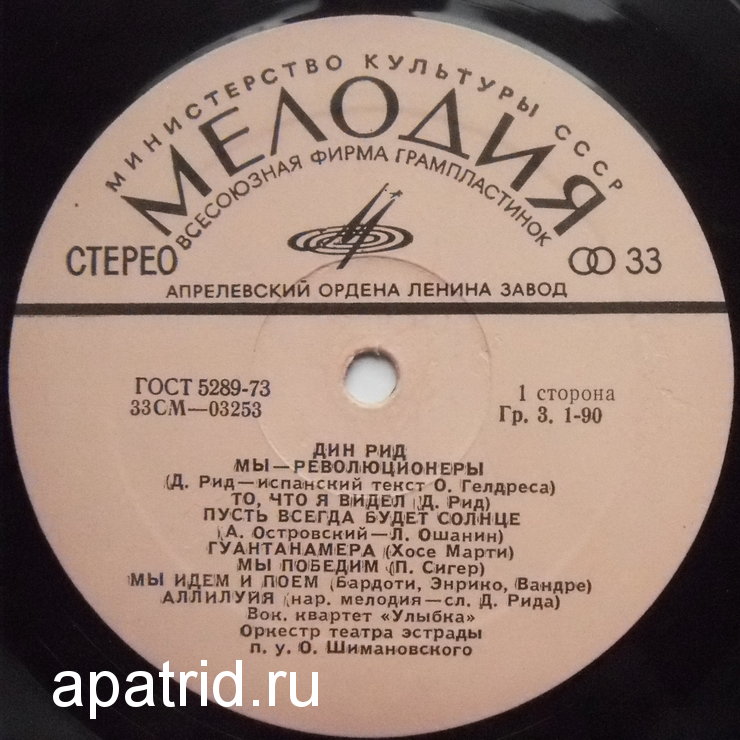 МИНИСТЕРСТВО КУЛЬТУРЫ СССР
МЕЛОДИЯ
ВСЕСОЮЗНАЯ ФИРМА ГРАМПЛАСТИНОК
СТЕРЕО
33
АПРЕЛЕВСКИЙ ОРДЕНА ЛЕНИНА ЗАВОД
ГОСТ 5289-73
33СМ—03253
1 сторона
Гр. 3. 1-90
ДИН РИД
МЫ—РЕВОЛЮЦИОНЕРЫ
(Д. Рид—испанский текст О. Гелдреса)
ТО, ЧТО Я ВИДЕЛ (Д. Рид)
ПУСТЬ ВСЕГДА БУДЕТ СОЛНЦЕ
(А. Островский—Л. Ошанин)
ГУАНТАНАМЕРА (Хосе Марти)
МЫ ПОБЕДИМ (П. Сигер)
МЫ ИДЕМ И ПОЕМ (Бардоти, Энрико, Вандре)
АЛЛИЛУЙЯ (нар. мелодия—сл. Д. Рида)
Вок. квартет «Улыбка»
Оркестр театра эстрады
п. у. О. Шимановского
apatrid.ru